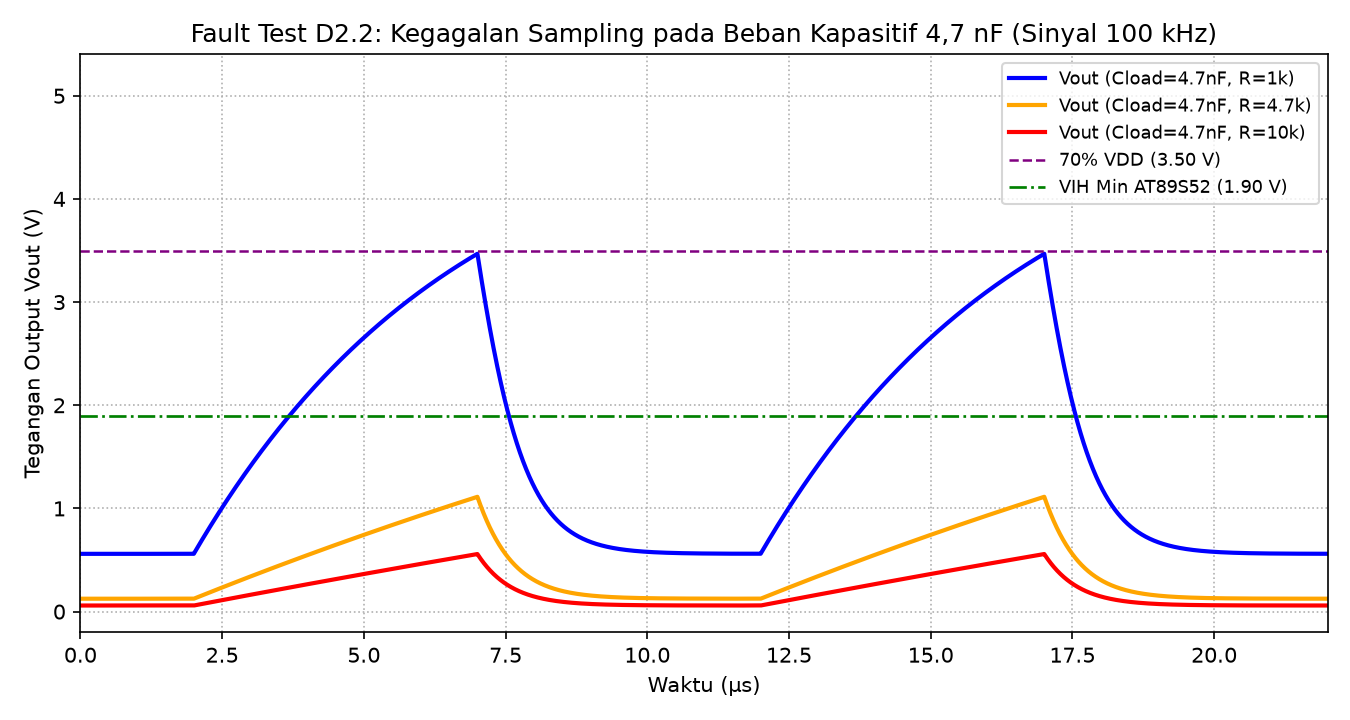 Fault Test D2.2: Kegagalan Sampling pada Beban Kapasitif 4,7 nF (Sinyal 100 kHz)
Vout (Cload=4.7nF, R=1k)
Vout (Cload=4.7nF, R=4.7k)
Vout (Cload=4.7nF, R=10k)
70% VDD (3.50 V)
VIH Min AT89S52 (1.90 V)
Tegangan Output Vout (V)
5
4
3
2
1
0
0.0 2.5 5.0 7.5 10.0 12.5 15.0 17.5 20.0
Waktu (µs)